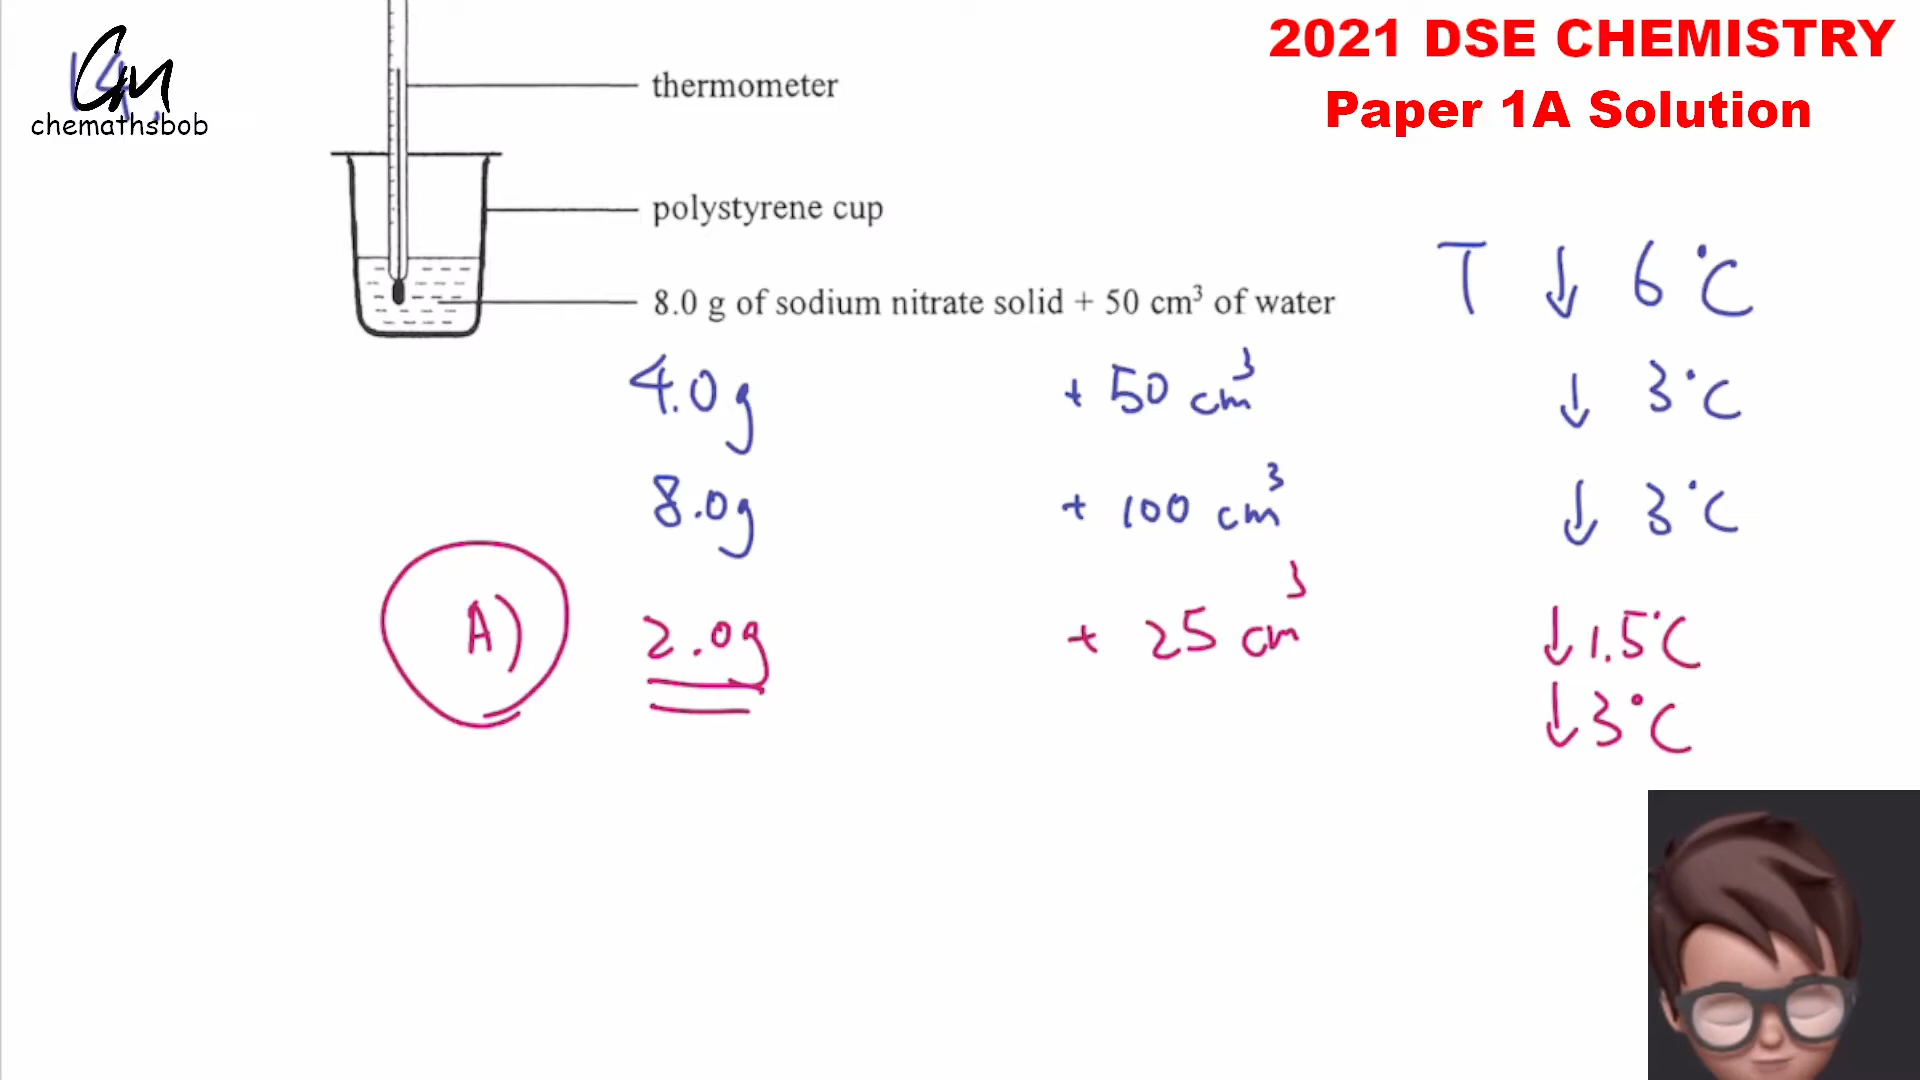 2021 DSE CHEMISTRY
Paper 1A Solution
14.
chemathsbob
thermometer
polystyrene cup
8.0 g of sodium nitrate solid + 50 cm³ of water T ↓ 6°C
4.0g + 50 cm³ ↓ 3°C
8.0g + 100 cm³ ↓ 3°C
A) 2.0g + 25 cm³ ↓ 1.5°C
↓ 3°C